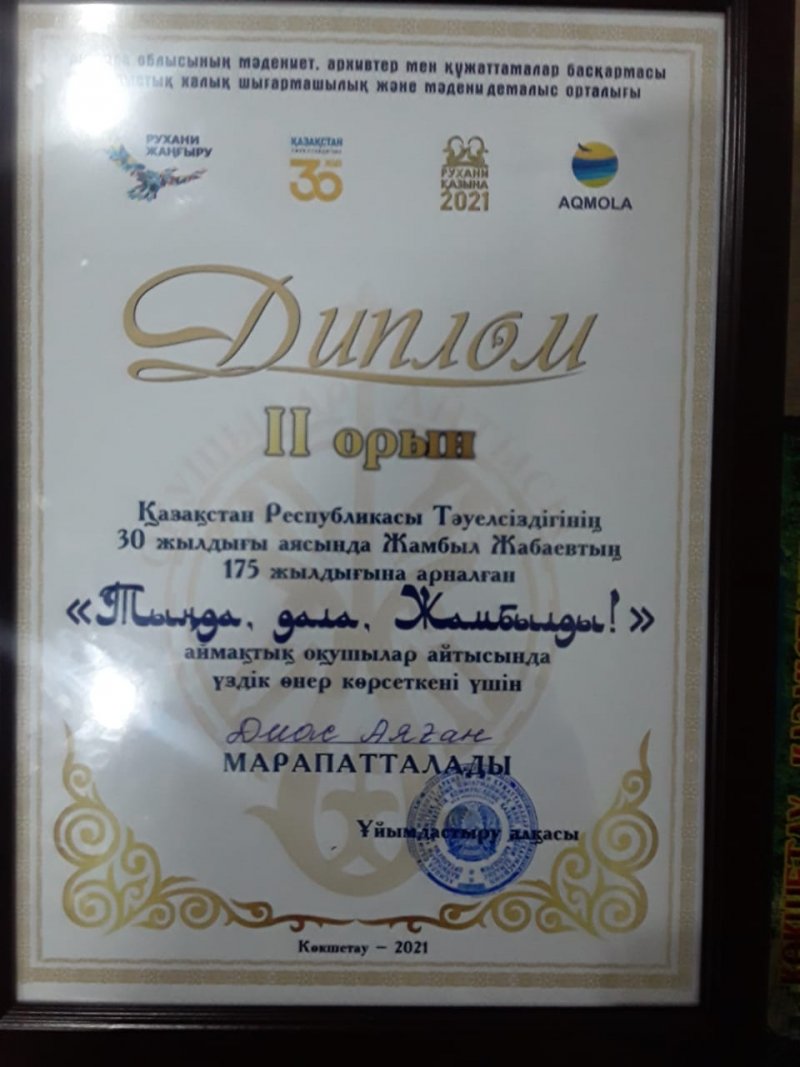 облысының мәдениет, архивтер мен құжаттамалар басқармасы
халық шығармашылық және мәдени демалыс орталығы
РУХАНИ
ЖАҢҒЫРУ
ҚАЗАҚСТАН
30
РУХАНИ
ҚАЗЫНА
2021
AQMOLA
Диплом
II орын
Қазақстан Республикасы Тәуелсіздігінің
30 жылдығы аясында Жамбыл Жабаевтың
175 жылдығына арналған
«Тыңда, дала, Жамбылды!»
аймақтық оқушылар айтысында
үздік өнер көрсеткені үшін
Диас Аяған
МАРАПАТТАЛАДЫ
Ұйымдастыру алқасы
Көкшетау – 2021